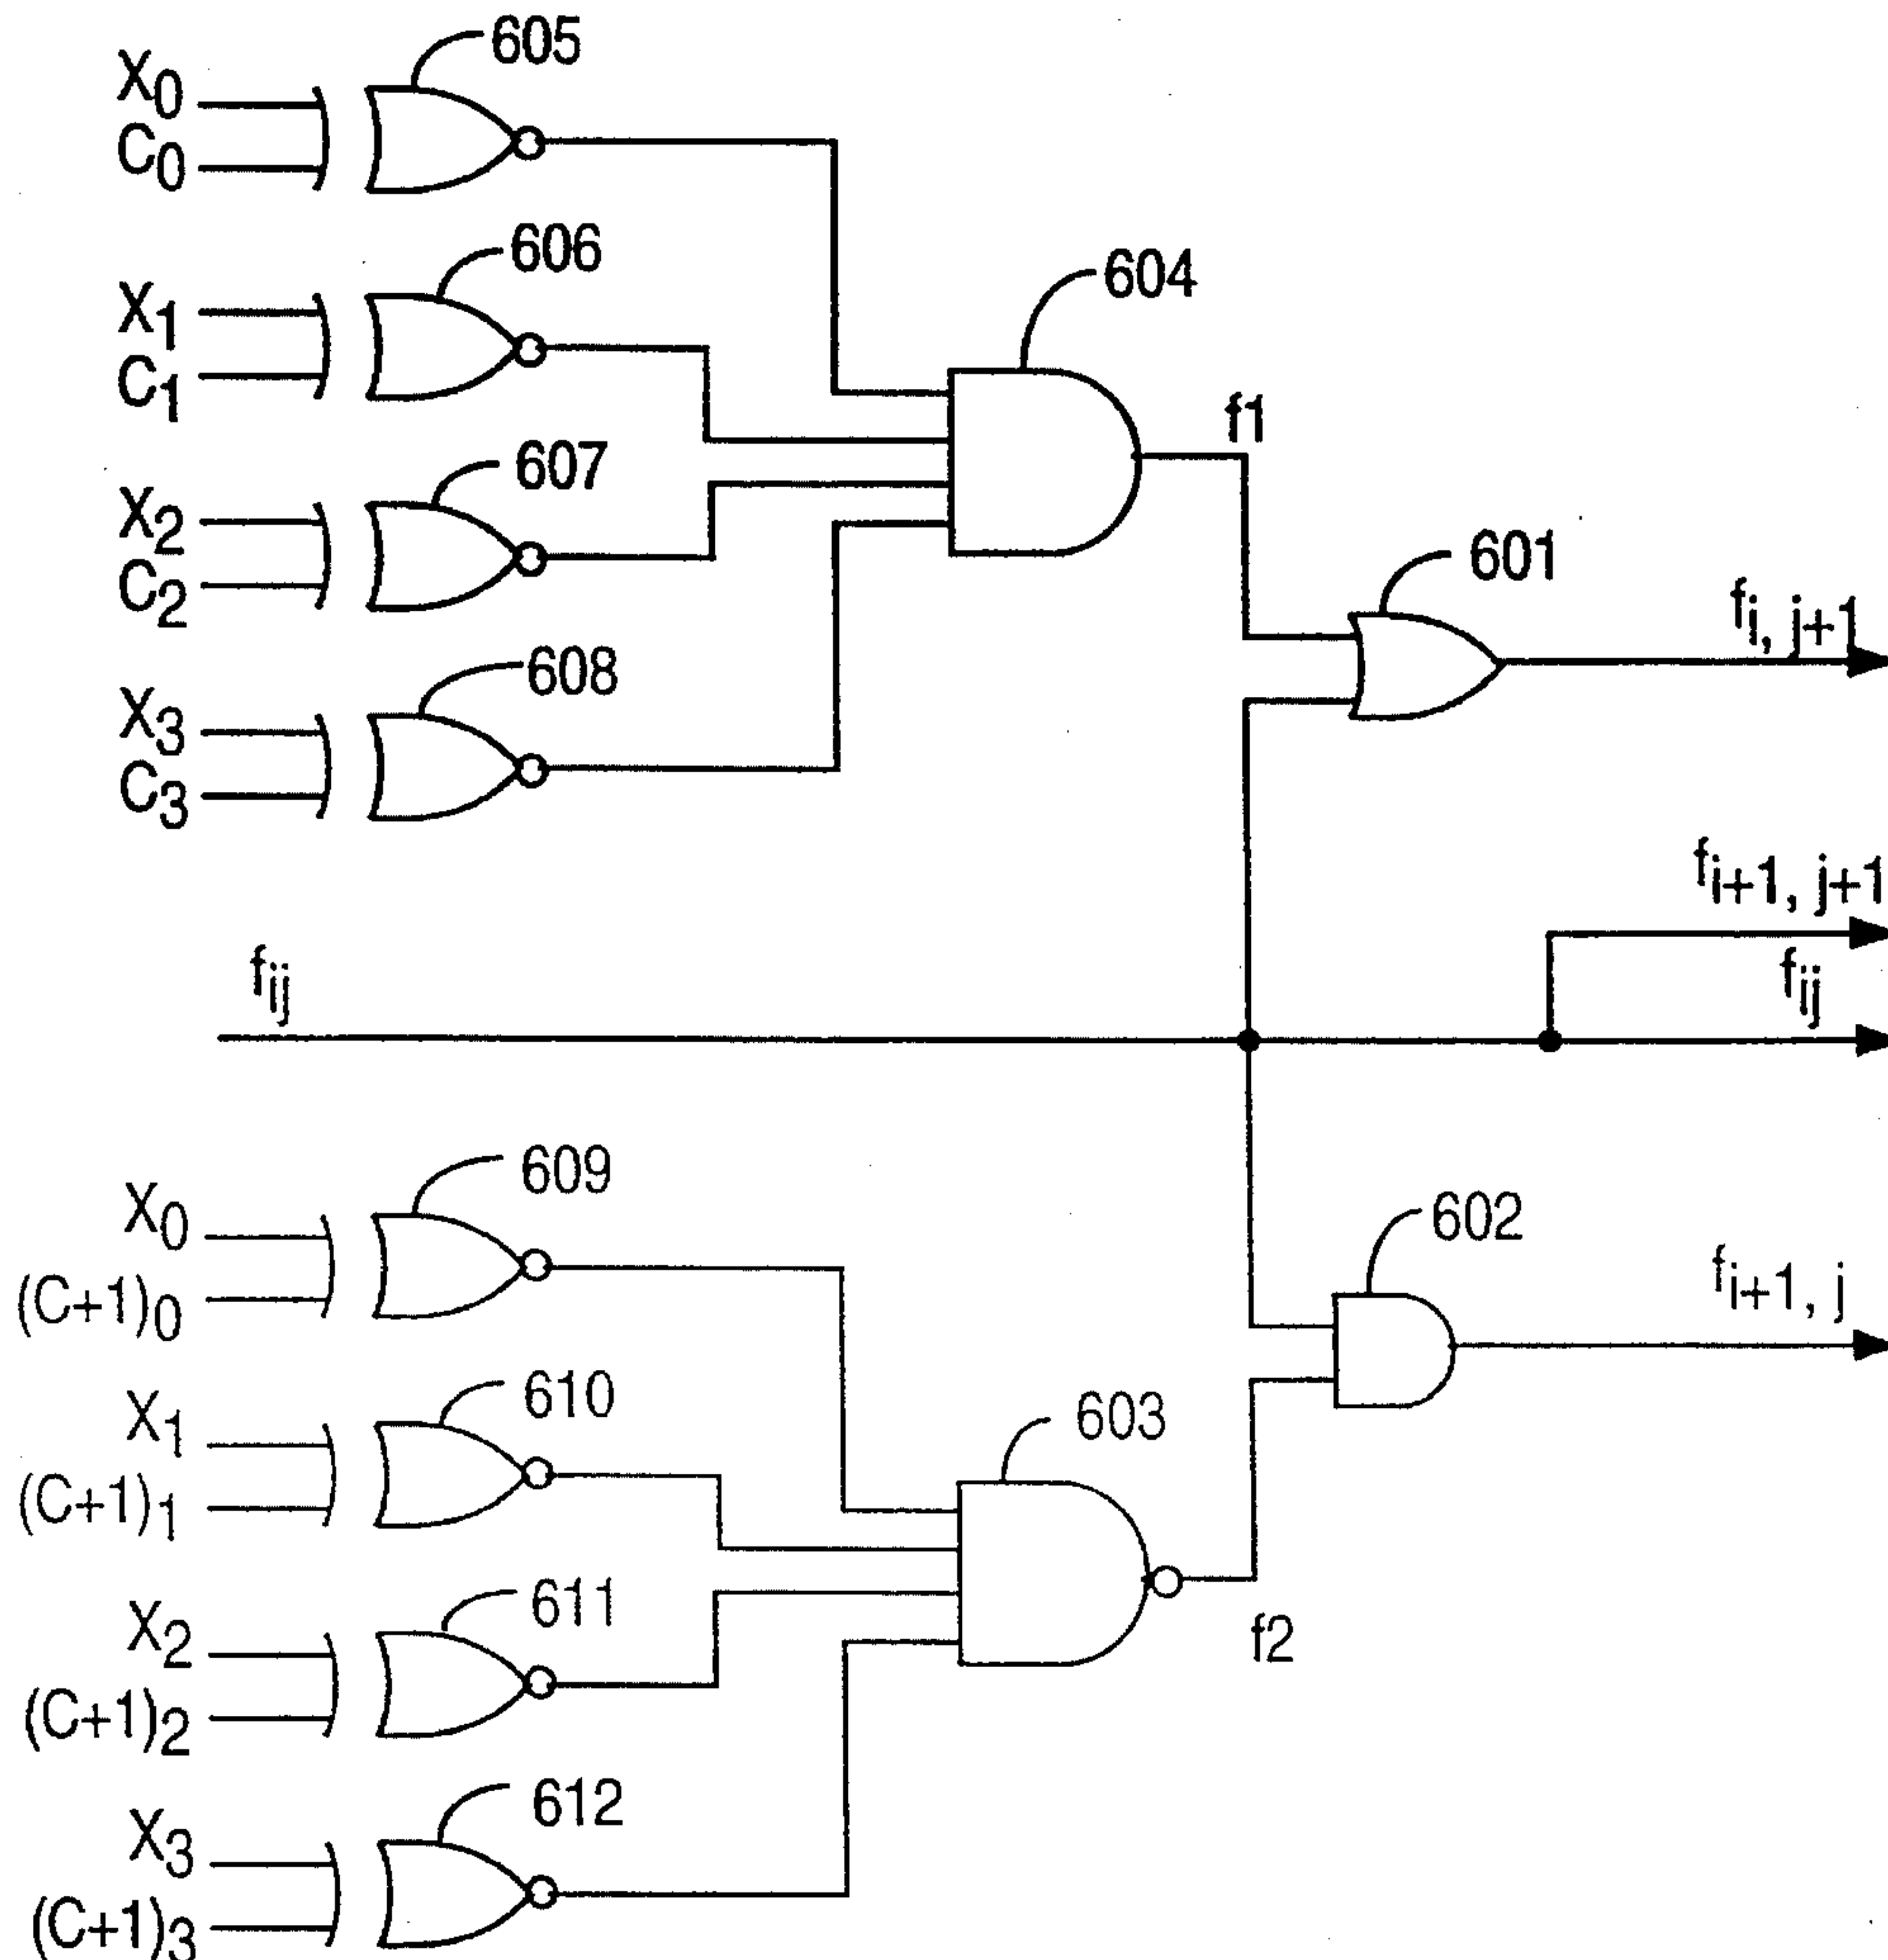 605
X0
C0
606
X1
C1
604
f1
607
X2
C2
601
fi, j+1
608
X3
C3
fi+1, j+1
fij
fij
609
X0
(C+1)0
602
fi+1, j
610
X1
(C+1)1
603
611
X2
(C+1)2
f2
612
X3
(C+1)3